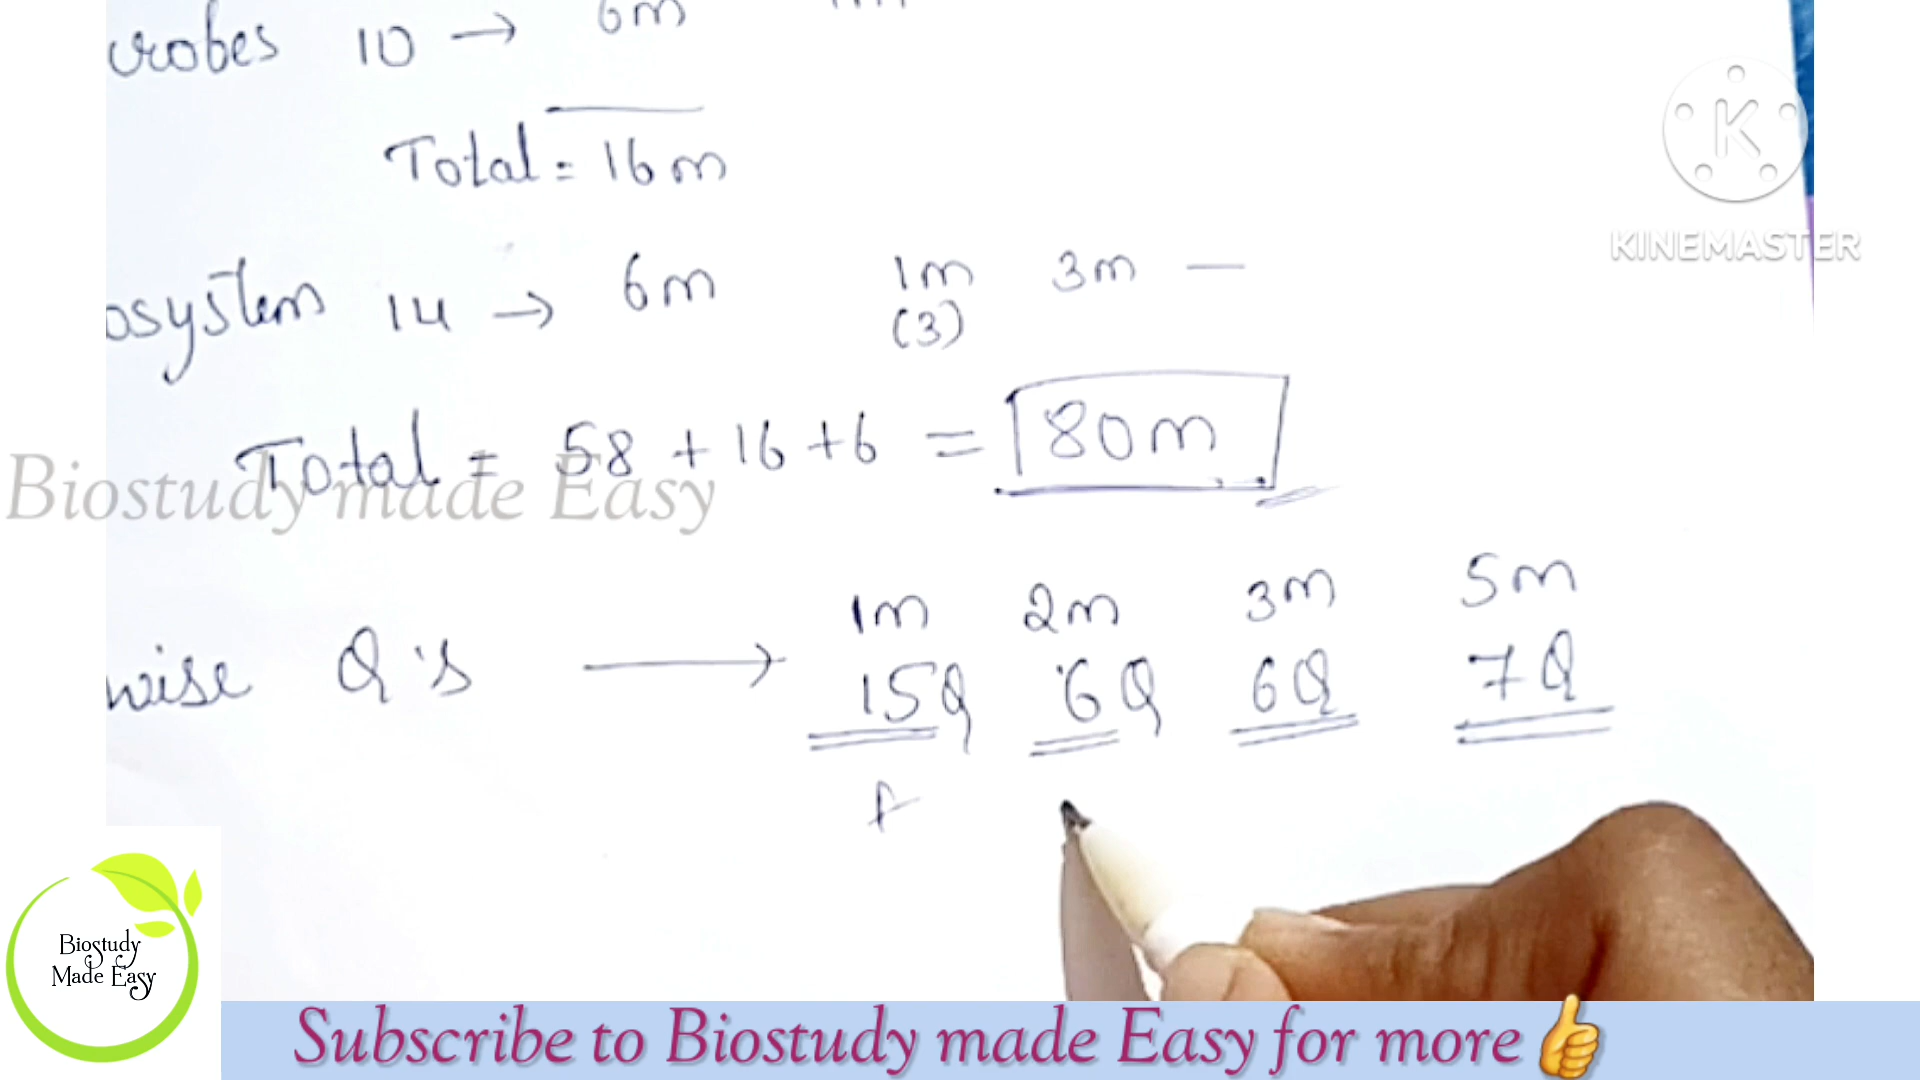 crobes 10 → 6m 1m
Total = 16m
KINEMASTER
osystem 14 → 6m 1m 3m —
(3)
Total = 58 + 16 + 6 = 80m
Biostudy made Easy
1m 2m 3m 5m
wise Q's → 15Q 6Q 6Q 7Q
Biostudy
Made Easy
Subscribe to Biostudy made Easy for more